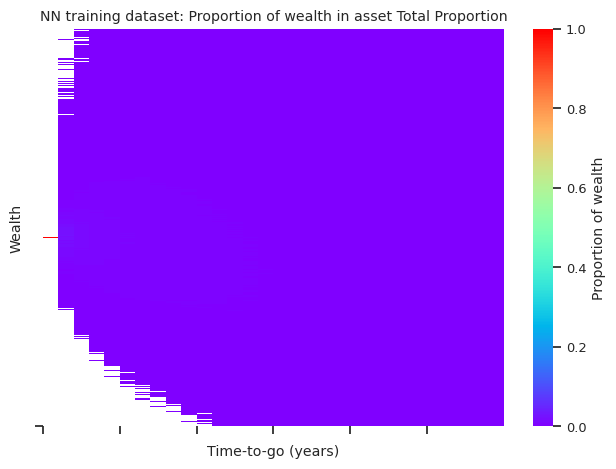 NN training dataset: Proportion of wealth in asset Total Proportion
Wealth
Time-to-go (years)
1.0
0.8
0.6
0.4
0.2
0.0
Proportion of wealth